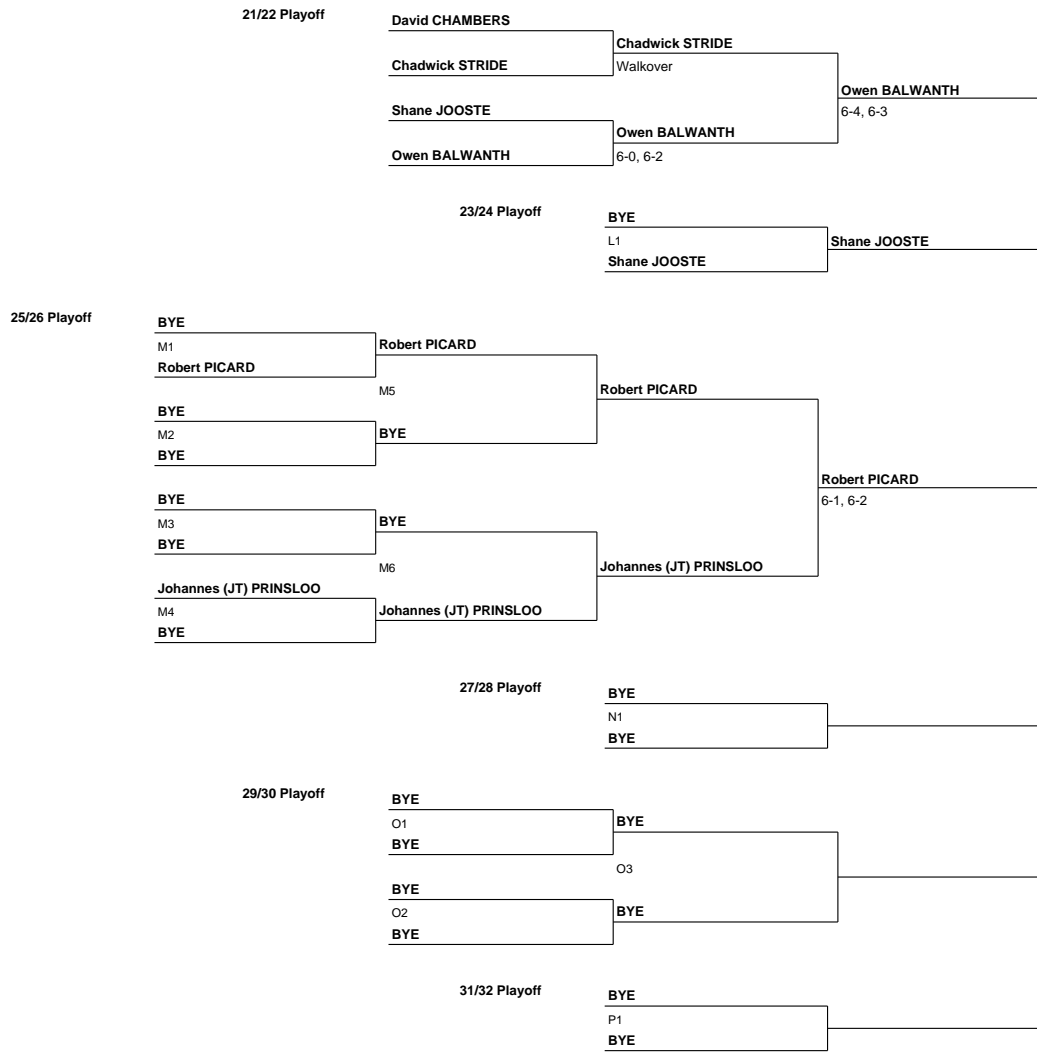 21/22 Playoff
David CHAMBERS
Chadwick STRIDE
Chadwick STRIDE
Walkover
Owen BALWANTH
6-4, 6-3
Shane JOOSTE
Owen BALWANTH
Owen BALWANTH
6-0, 6-2
23/24 Playoff
BYE
L1
Shane JOOSTE
Shane JOOSTE
25/26 Playoff
BYE
M1
Robert PICARD
Robert PICARD
M5
Robert PICARD
BYE
M2
BYE
BYE
Robert PICARD
6-1, 6-2
BYE
M3
BYE
BYE
M6
Johannes (JT) PRINSLOO
Johannes (JT) PRINSLOO
M4
Johannes (JT) PRINSLOO
BYE
27/28 Playoff
BYE
N1
BYE
29/30 Playoff
BYE
O1
BYE
BYE
O3
BYE
O2
BYE
BYE
31/32 Playoff
BYE
P1
BYE